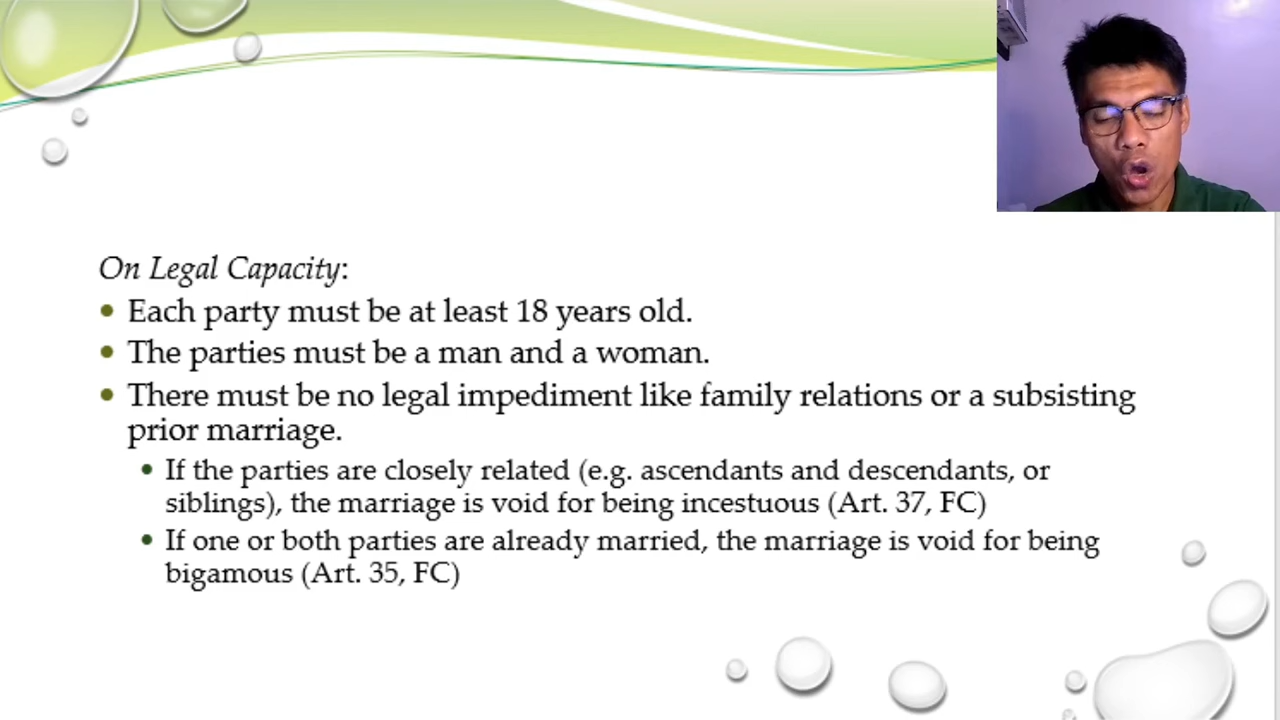 On Legal Capacity:
• Each party must be at least 18 years old.
• The parties must be a man and a woman.
• There must be no legal impediment like family relations or a subsisting
prior marriage.
• If the parties are closely related (e.g. ascendants and descendants, or
siblings), the marriage is void for being incestuous (Art. 37, FC)
• If one or both parties are already married, the marriage is void for being
bigamous (Art. 35, FC)